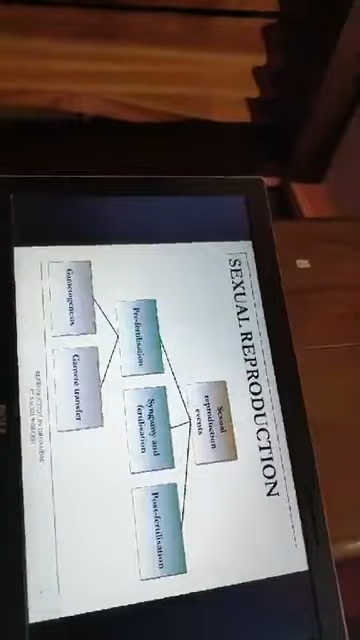 SEXUAL REPRODUCTION
Sexual
reproduction
events
Pre-fertilisation
Syngamy and
fertilisation
Post-fertilisation
Gametogenesis
Gamete transfer